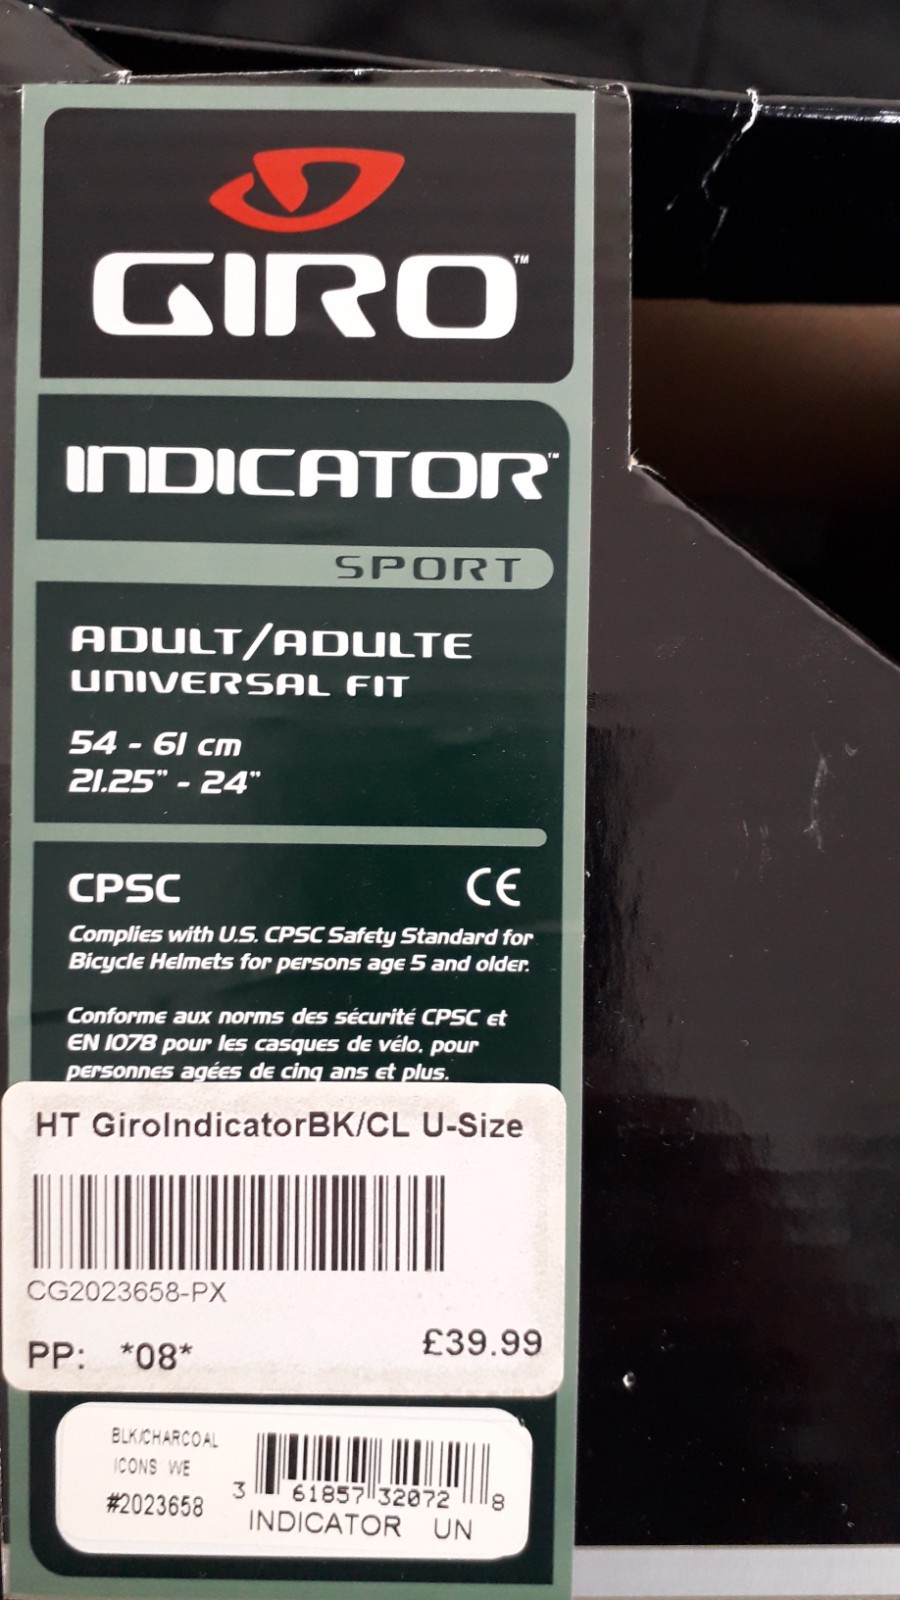 GIRO™
INDICATOR™
SPORT
ADULT/ADULTE
UNIVERSAL FIT
54 - 61 cm
21.25" - 24"
CPSC CE
Complies with U.S. CPSC Safety Standard for
Bicycle Helmets for persons age 5 and older.
Conforme aux norms des sécurité CPSC et
EN 1078 pour les casques de vélo. pour
personnes agées de cinq ans et plus.
HT GiroIndicatorBK/CL U-Size
CG2023658-PX
PP: *08* £39.99
BLK/CHARCOAL
ICONS WE
#2023658
3 61857 32072 8
INDICATOR UN